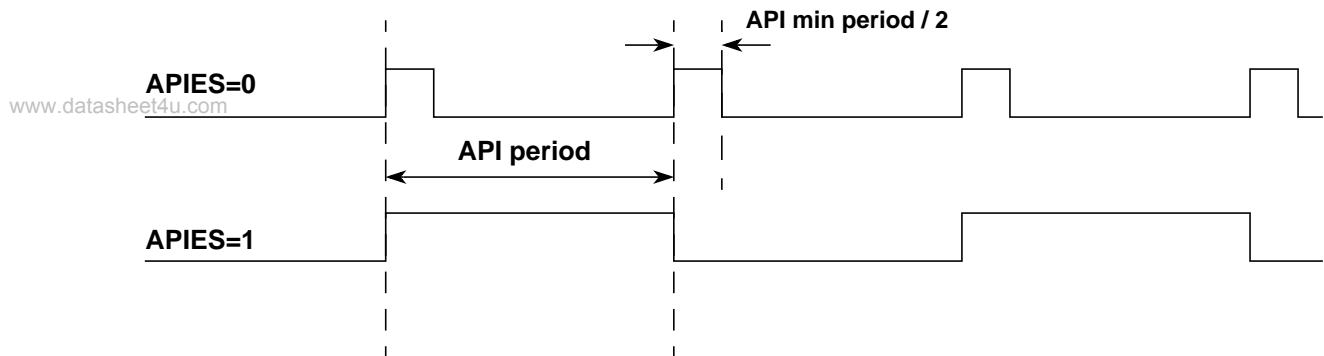 API min period / 2
APIES=0
www.datasheet4u.com
API period
APIES=1